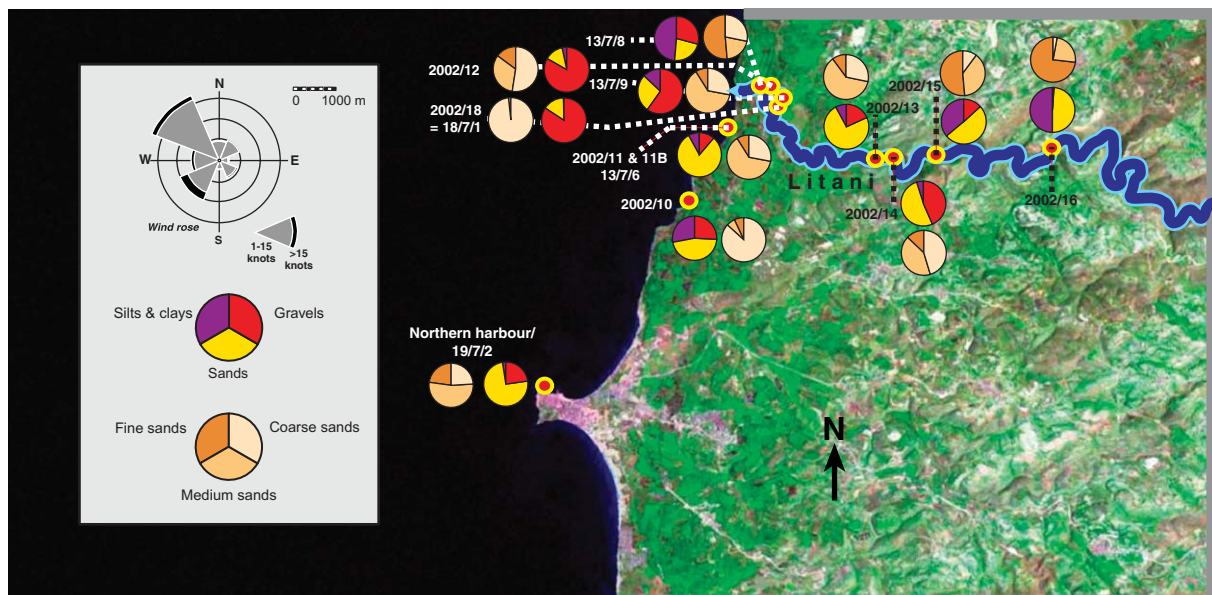 N
W
E
S
0 1000 m
Wind rose
1-15
knots
>15
knots
Silts & clays
Gravels
Sands
Fine sands
Coarse sands
Medium sands
13/7/8
2002/12
13/7/9
2002/18
= 18/7/1
2002/11 & 11B
13/7/6
2002/10
2002/13
2002/15
Litani
2002/14
2002/16
Northern harbour/
19/7/2
N